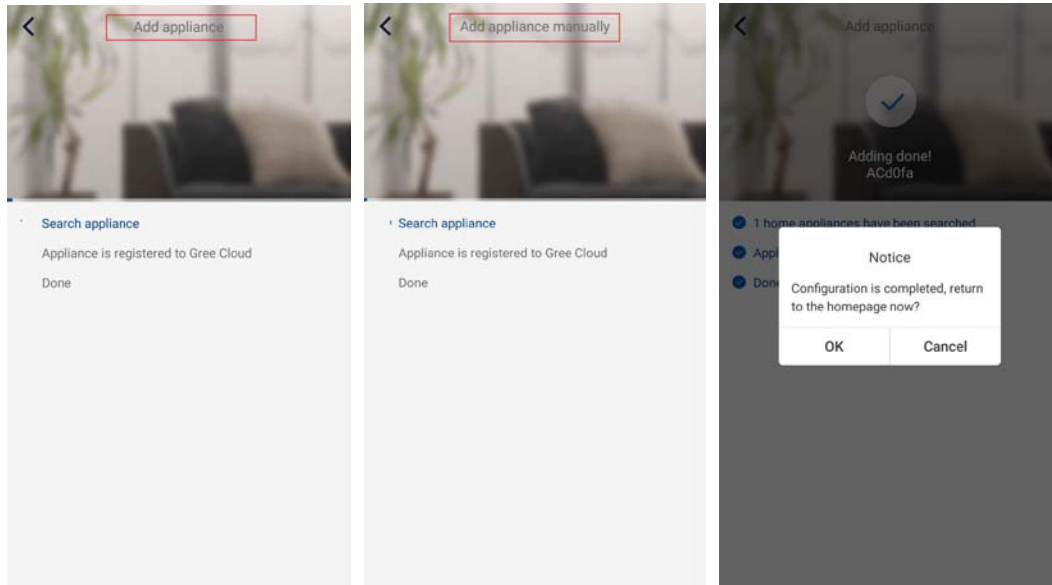 Add appliance
Search appliance
Appliance is registered to Gree Cloud
Done
Add appliance manually
Search appliance
Appliance is registered to Gree Cloud
Done
Add appliance
Adding done!
ACd0fa
1 home appliances have been searched
Appl
Done
Notice
Configuration is completed, return
to the homepage now?
OK
Cancel